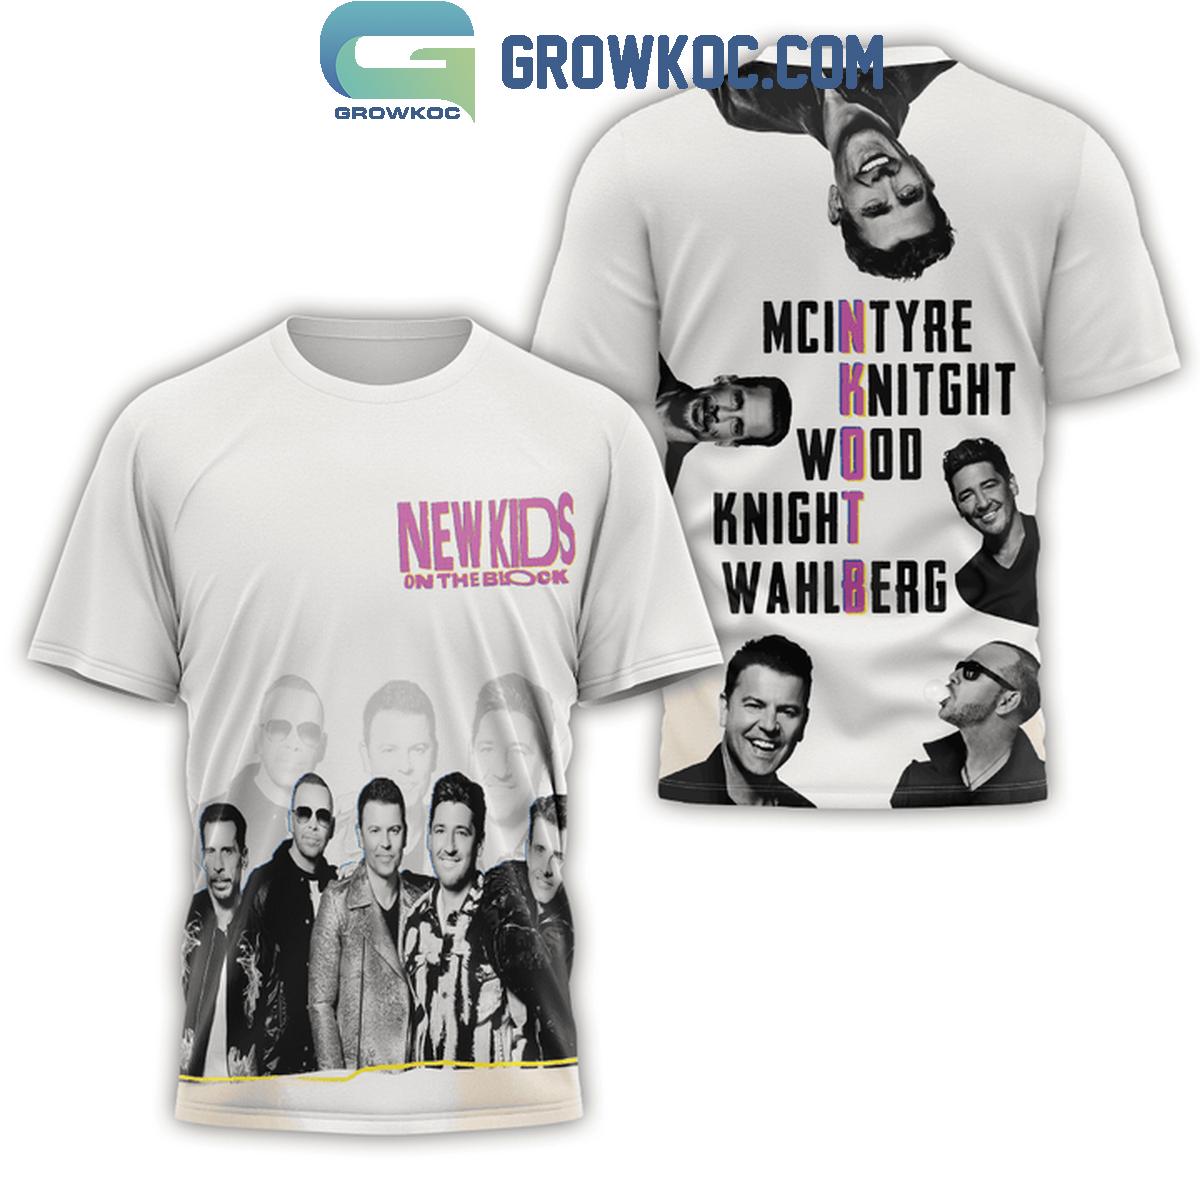 GROWKOC
GROWKOC.COM
MCINTYRE
KNITGHT
WOOD
KNIGHT
WAHLBERG
NEW KIDS
ON THE BLOCK